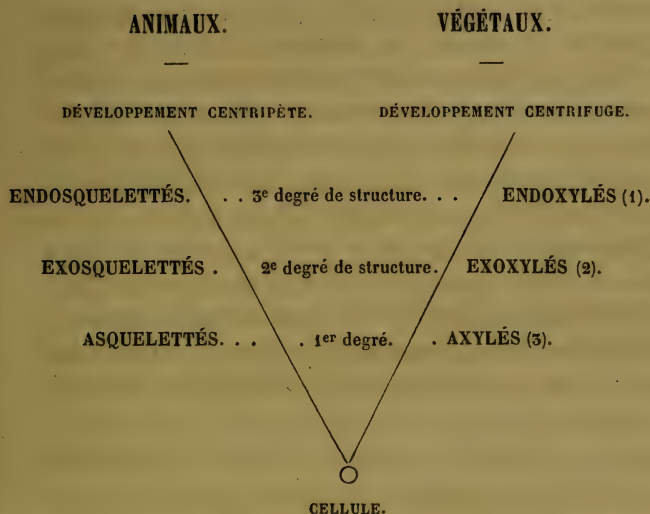 ANIMAUX. VÉGÉTAUX.
DÉVELOPPEMENT CENTRIPÈTE. DÉVELOPPEMENT CENTRIFUGE.
ENDOSQUELETTÉS. . . 3e degré de structure. . . ENDOXYLÉS (1).
EXOSQUELETTÉS . 2e degré de structure. EXOXYLÉS (2).
ASQUELETTÉS. . . . 1er degré. . AXYLÉS (3).
CELLULE.